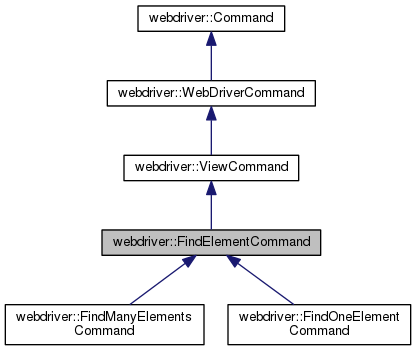 webdriver::Command
webdriver::WebDriverCommand
webdriver::ViewCommand
webdriver::FindElementCommand
webdriver::FindManyElements
Command
webdriver::FindOneElement
Command